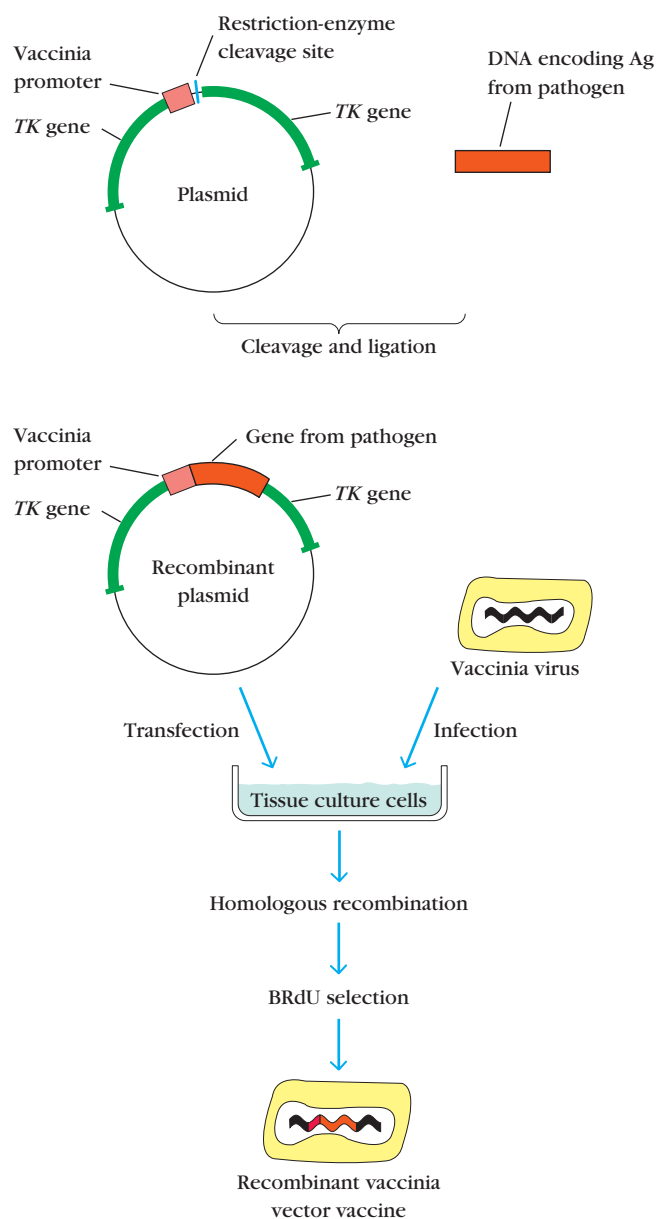 Restriction-enzyme
cleavage site
Vaccinia
promoter
DNA encoding Ag
from pathogen
TK gene
TK gene
Plasmid
Cleavage and ligation
Vaccinia
promoter
Gene from pathogen
TK gene
TK gene
Recombinant
plasmid
Vaccinia virus
Transfection
Infection
Tissue culture cells
Homologous recombination
BRdU selection
Recombinant vaccinia
vector vaccine